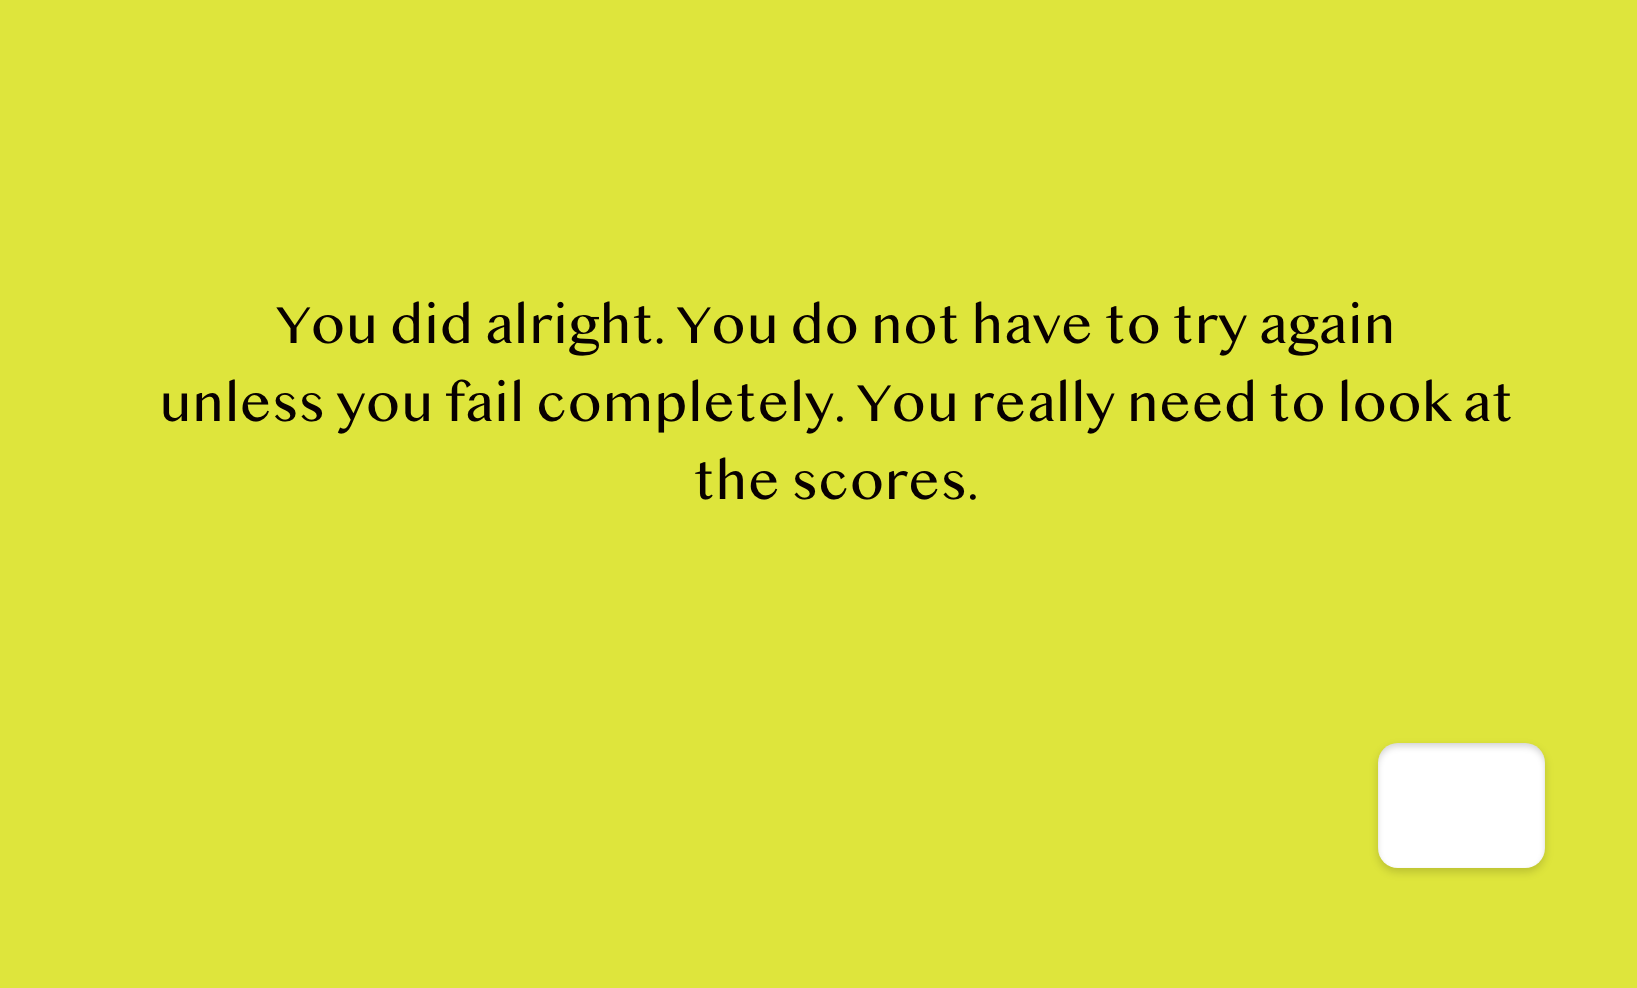 You did alright. You do not have to try again
unless you fail completely. You really need to look at
the scores.